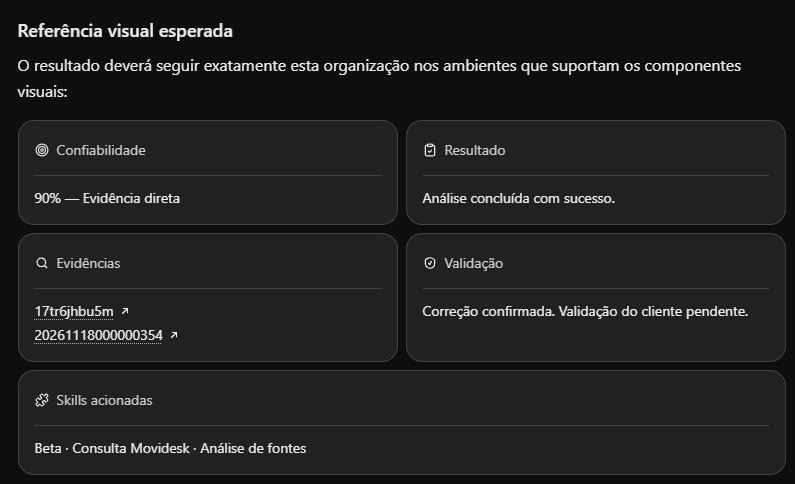 Referência visual esperada
O resultado deverá seguir exatamente esta organização nos ambientes que suportam os componentes
visuais:
Confiabilidade
90% — Evidência direta
Resultado
Análise concluída com sucesso.
Evidências
17tr6jhbu5m
20261118000000354
Validação
Correção confirmada. Validação do cliente pendente.
Skills acionadas
Beta · Consulta Movidesk · Análise de fontes